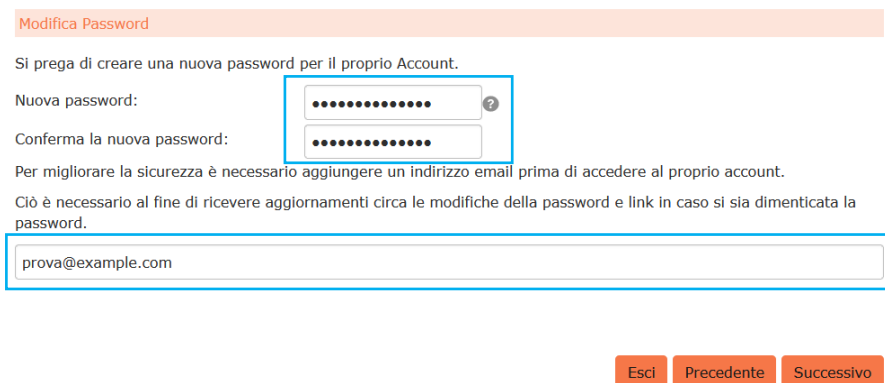 Modifica Password
Si prega di creare una nuova password per il proprio Account.
Nuova password:
••••••••••••••
?
Conferma la nuova password:
••••••••••••••
Per migliorare la sicurezza è necessario aggiungere un indirizzo email prima di accedere al proprio account.
Ciò è necessario al fine di ricevere aggiornamenti circa le modifiche della password e link in caso si sia dimenticata la
password.
prova@example.com
Esci Precedente Successivo